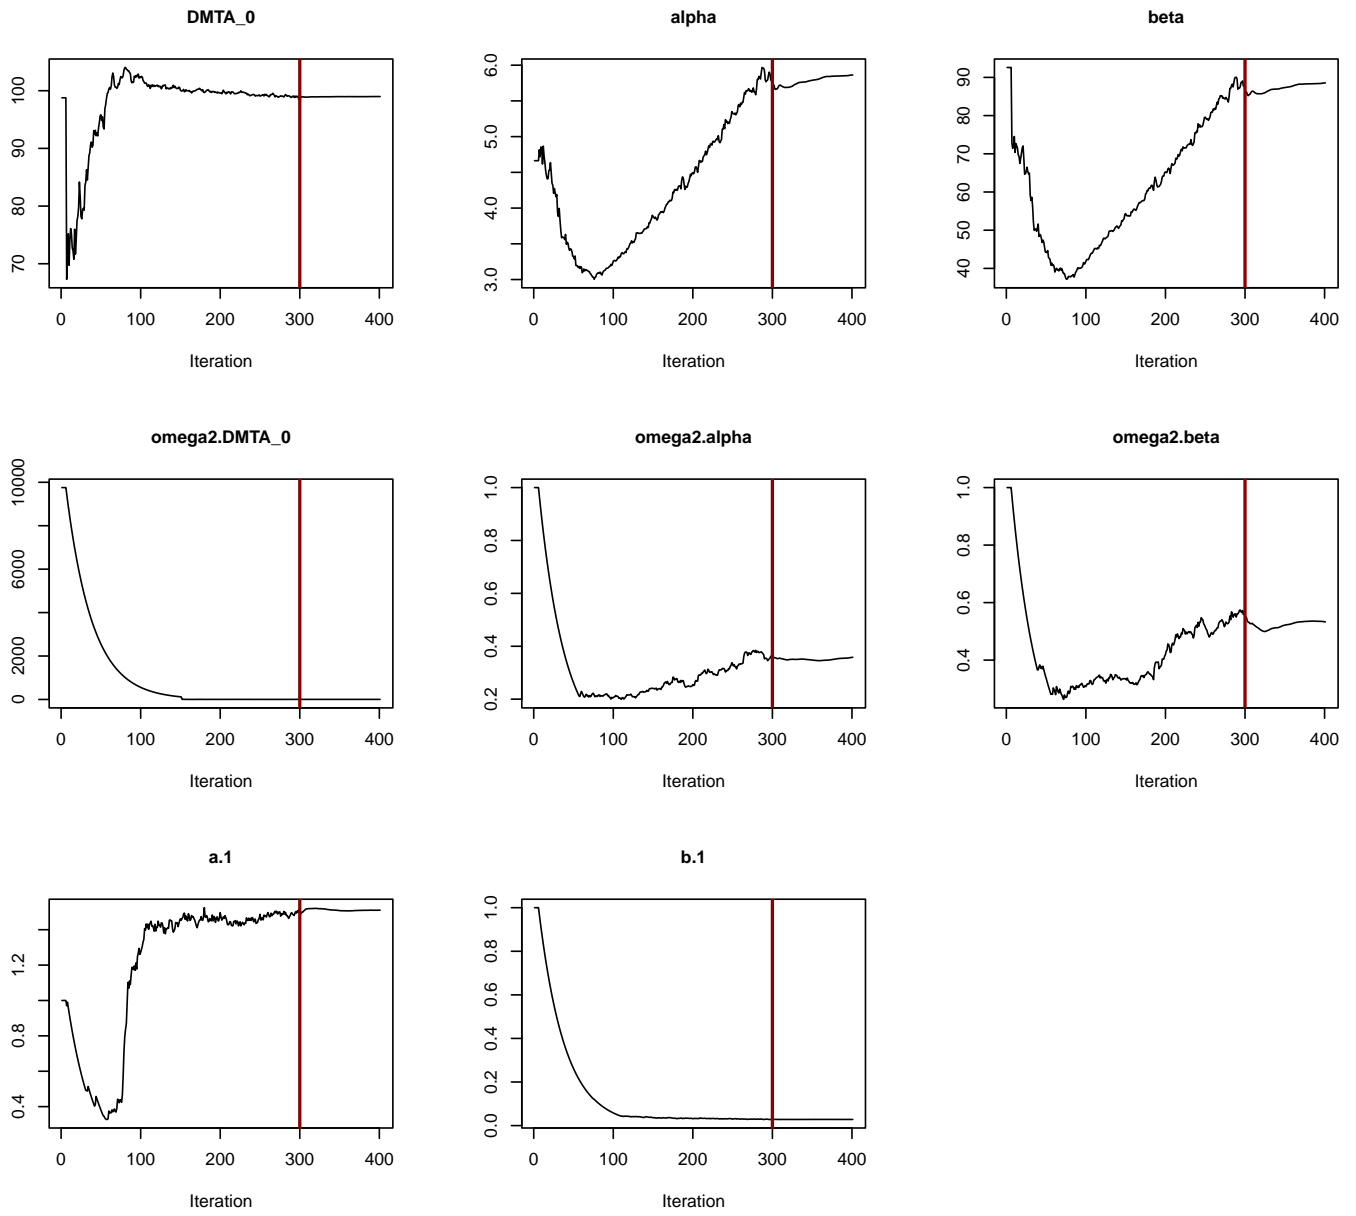 DMTA_0 alpha beta
100 6.0 90
90 5.0 80
80 4.0 70
70 3.0 60
50
40
0 100 200 300 400 0 100 200 300 400 0 100 200 300 400
Iteration Iteration Iteration
omega2.DMTA_0 omega2.alpha omega2.beta
10000 1.0 1.0
6000 0.8 0.8
2000 0.6 0.6
0 0.4 0.4
0.2
0 100 200 300 400 0 100 200 300 400 0 100 200 300 400
Iteration Iteration Iteration
a.1 b.1
1.2 1.0
0.8 0.8
0.4 0.6
0.4
0.2
0.0
0 100 200 300 400 0 100 200 300 400
Iteration Iteration